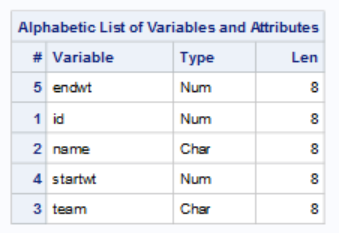 Alphabetic List of Variables and Attributes
# Variable Type Len
5 endwt Num 8
1 id Num 8
2 name Char 8
4 startwt Num 8
3 team Char 8